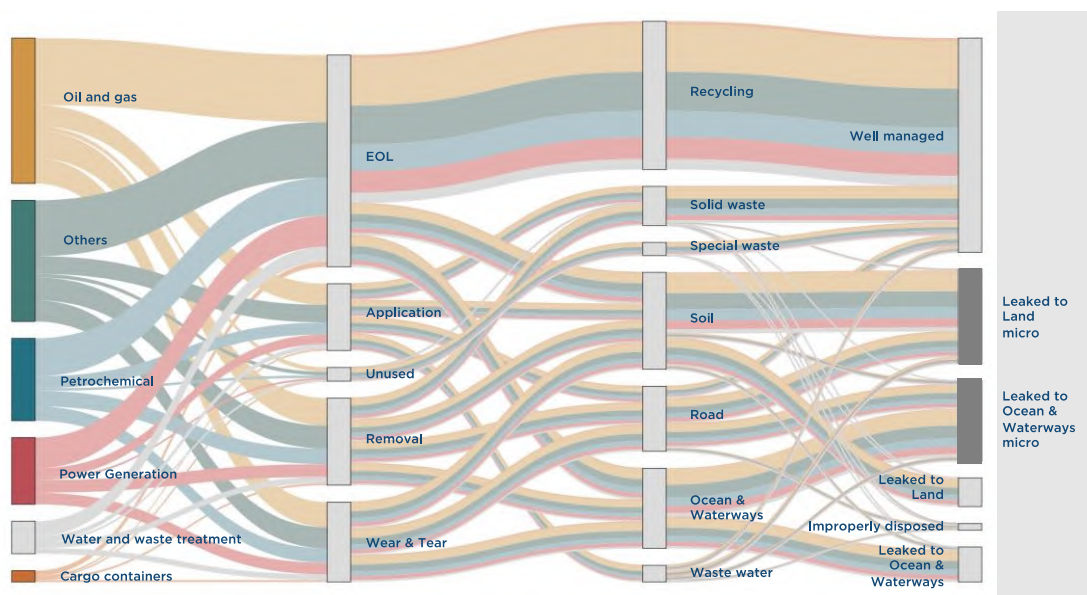 Oil and gas
Others
Petrochemical
Power Generation
Water and waste treatment
Cargo containers
EOL
Application
Unused
Removal
Wear & Tear
Recycling
Solid waste
Special waste
Soil
Road
Ocean &
Waterways
Waste water
Well managed
Leaked to
Land
Improperly disposed
Leaked to
Ocean &
Waterways
Leaked to
Land
micro
Leaked to
Ocean &
Waterways
micro